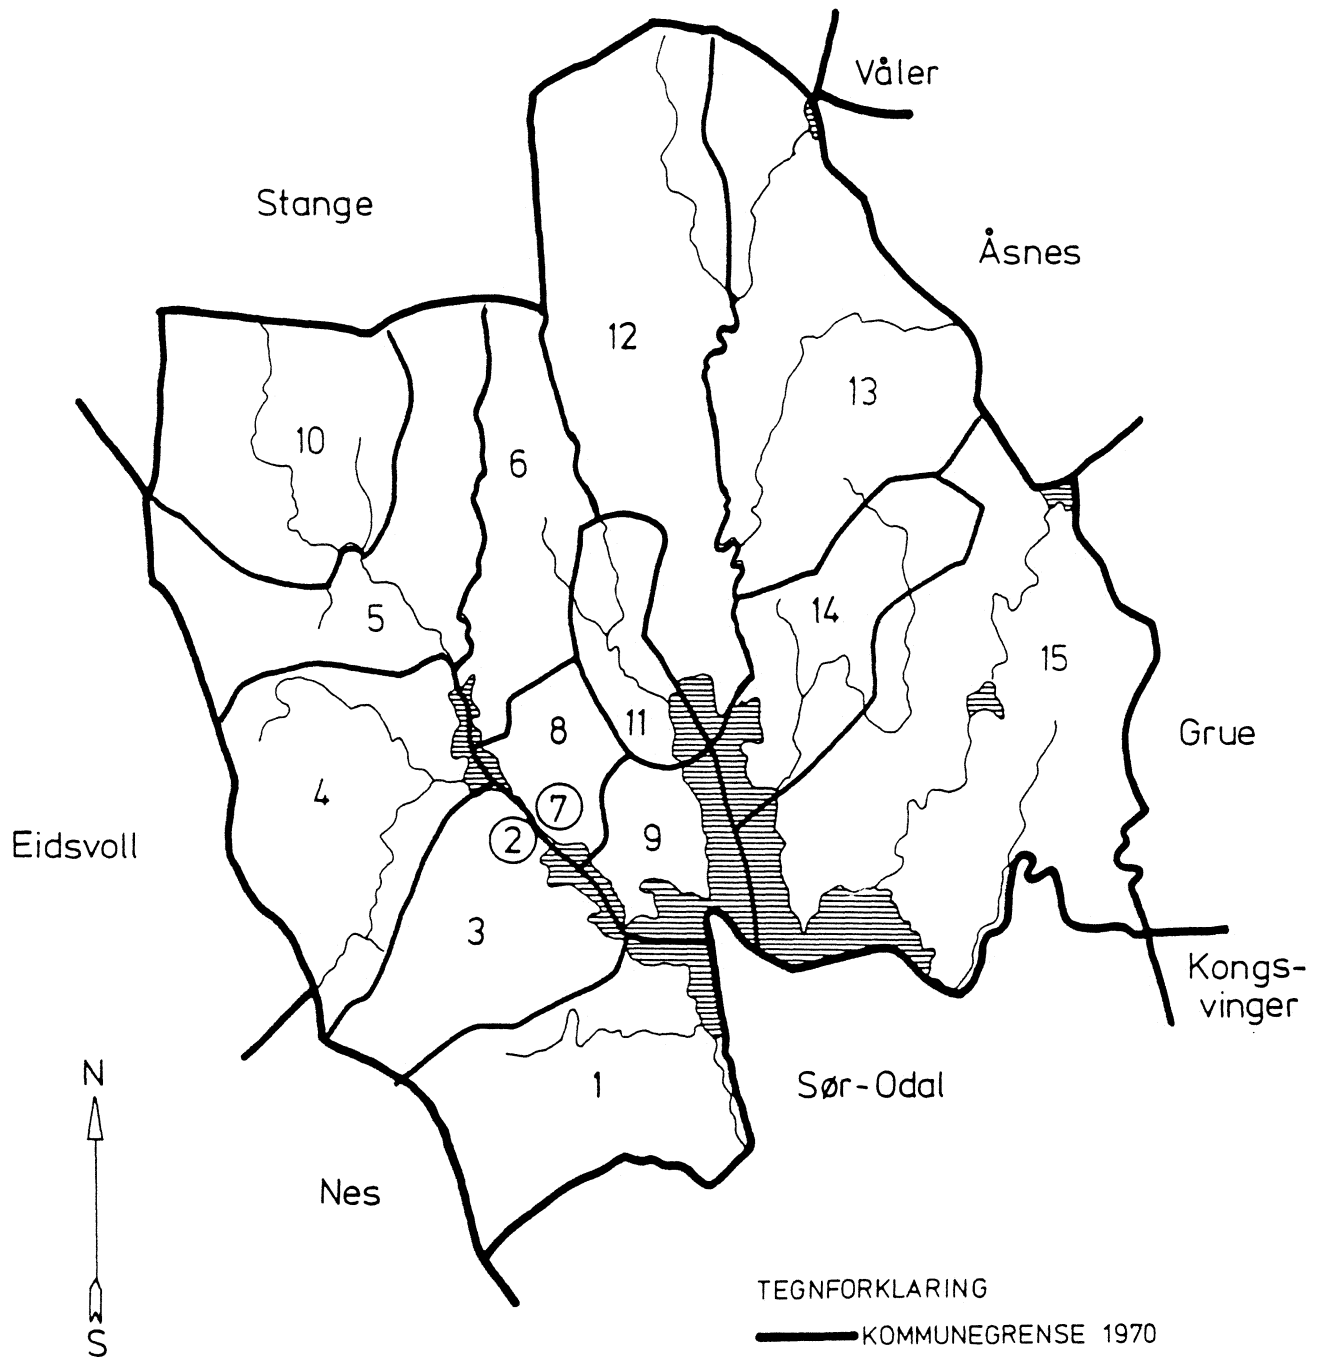 Våler
Stange
Åsnes
12
13
10
6
14
5
15
11
8
Grue
4
7
2
9
Eidsvoll
3
Kongs-
vinger
N
1
Sør-Odal
Nes
S
TEGNFORKLARING
KOMMUNEGRENSE 1970